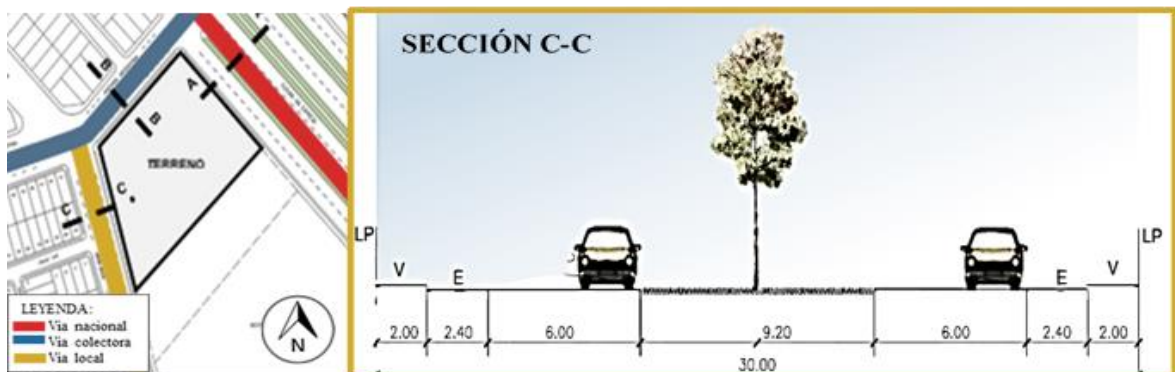 B
A
A
B
TERRENO
C
C
LEYENDA:
Via nacional
Via colectora
Via local
N
SECCIÓN C-C
LP
LP
V
E
E
V
2.00
2.40
6.00
9.20
6.00
2.40
2.00
30.00